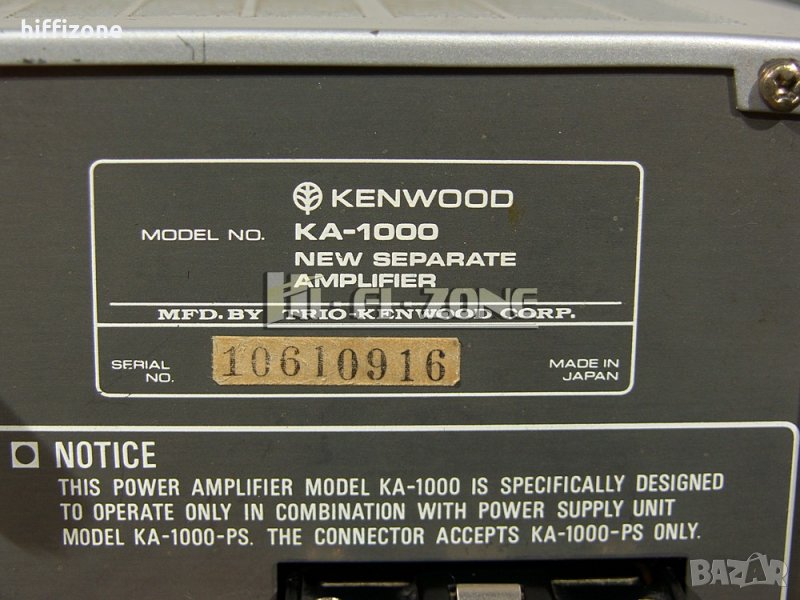 hiffizone
KENWOOD
MODEL NO. KA-1000
NEW SEPARATE
AMPLIFIER
HI-FI-ZONE
MFD. BY TRIO-KENWOOD CORP.
SERIAL NO. 10610916
MADE IN JAPAN
NOTICE
THIS POWER AMPLIFIER MODEL KA-1000 IS SPECIFICALLY DESIGNED
TO OPERATE ONLY IN COMBINATION WITH POWER SUPPLY UNIT
MODEL KA-1000-PS. THE CONNECTOR ACCEPTS KA-1000-PS ONLY.
BAZAR